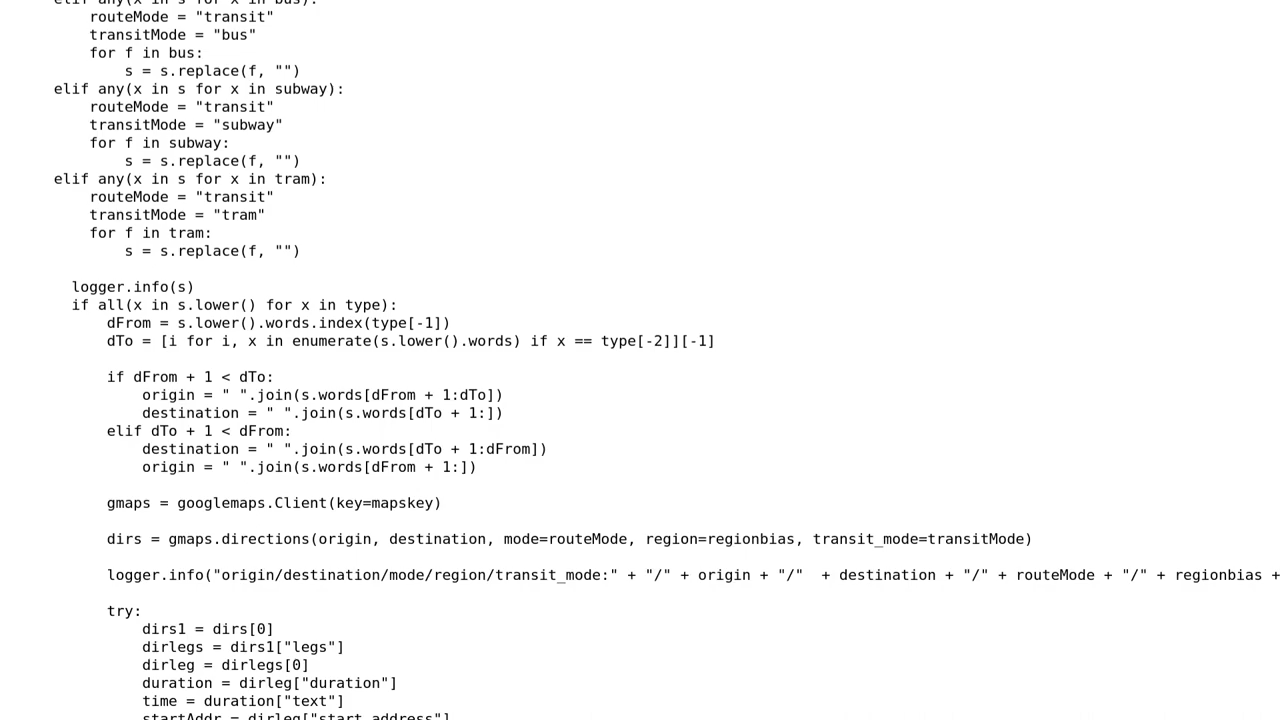 elif any(x in s for x in bus):
routeMode = "transit"
transitMode = "bus"
for f in bus:
s = s.replace(f, "")
elif any(x in s for x in subway):
routeMode = "transit"
transitMode = "subway"
for f in subway:
s = s.replace(f, "")
elif any(x in s for x in tram):
routeMode = "transit"
transitMode = "tram"
for f in tram:
s = s.replace(f, "")
logger.info(s)
if all(x in s.lower() for x in type):
dFrom = s.lower().words.index(type[-1])
dTo = [i for i, x in enumerate(s.lower().words) if x == type[-2]][-1]
if dFrom + 1 < dTo:
origin = " ".join(s.words[dFrom + 1:dTo])
destination = " ".join(s.words[dTo + 1:])
elif dTo + 1 < dFrom:
destination = " ".join(s.words[dTo + 1:dFrom])
origin = " ".join(s.words[dFrom + 1:])
gmaps = googlemaps.Client(key=mapskey)
dirs = gmaps.directions(origin, destination, mode=routeMode, region=regionbias, transit_mode=transitMode)
logger.info("origin/destination/mode/region/transit_mode:" + "/" + origin + "/"  + destination + "/" + routeMode + "/" + regionbias +
try:
dirs1 = dirs[0]
dirlegs = dirs1["legs"]
dirleg = dirlegs[0]
duration = dirleg["duration"]
time = duration["text"]
startAddr = dirleg["start_address"]